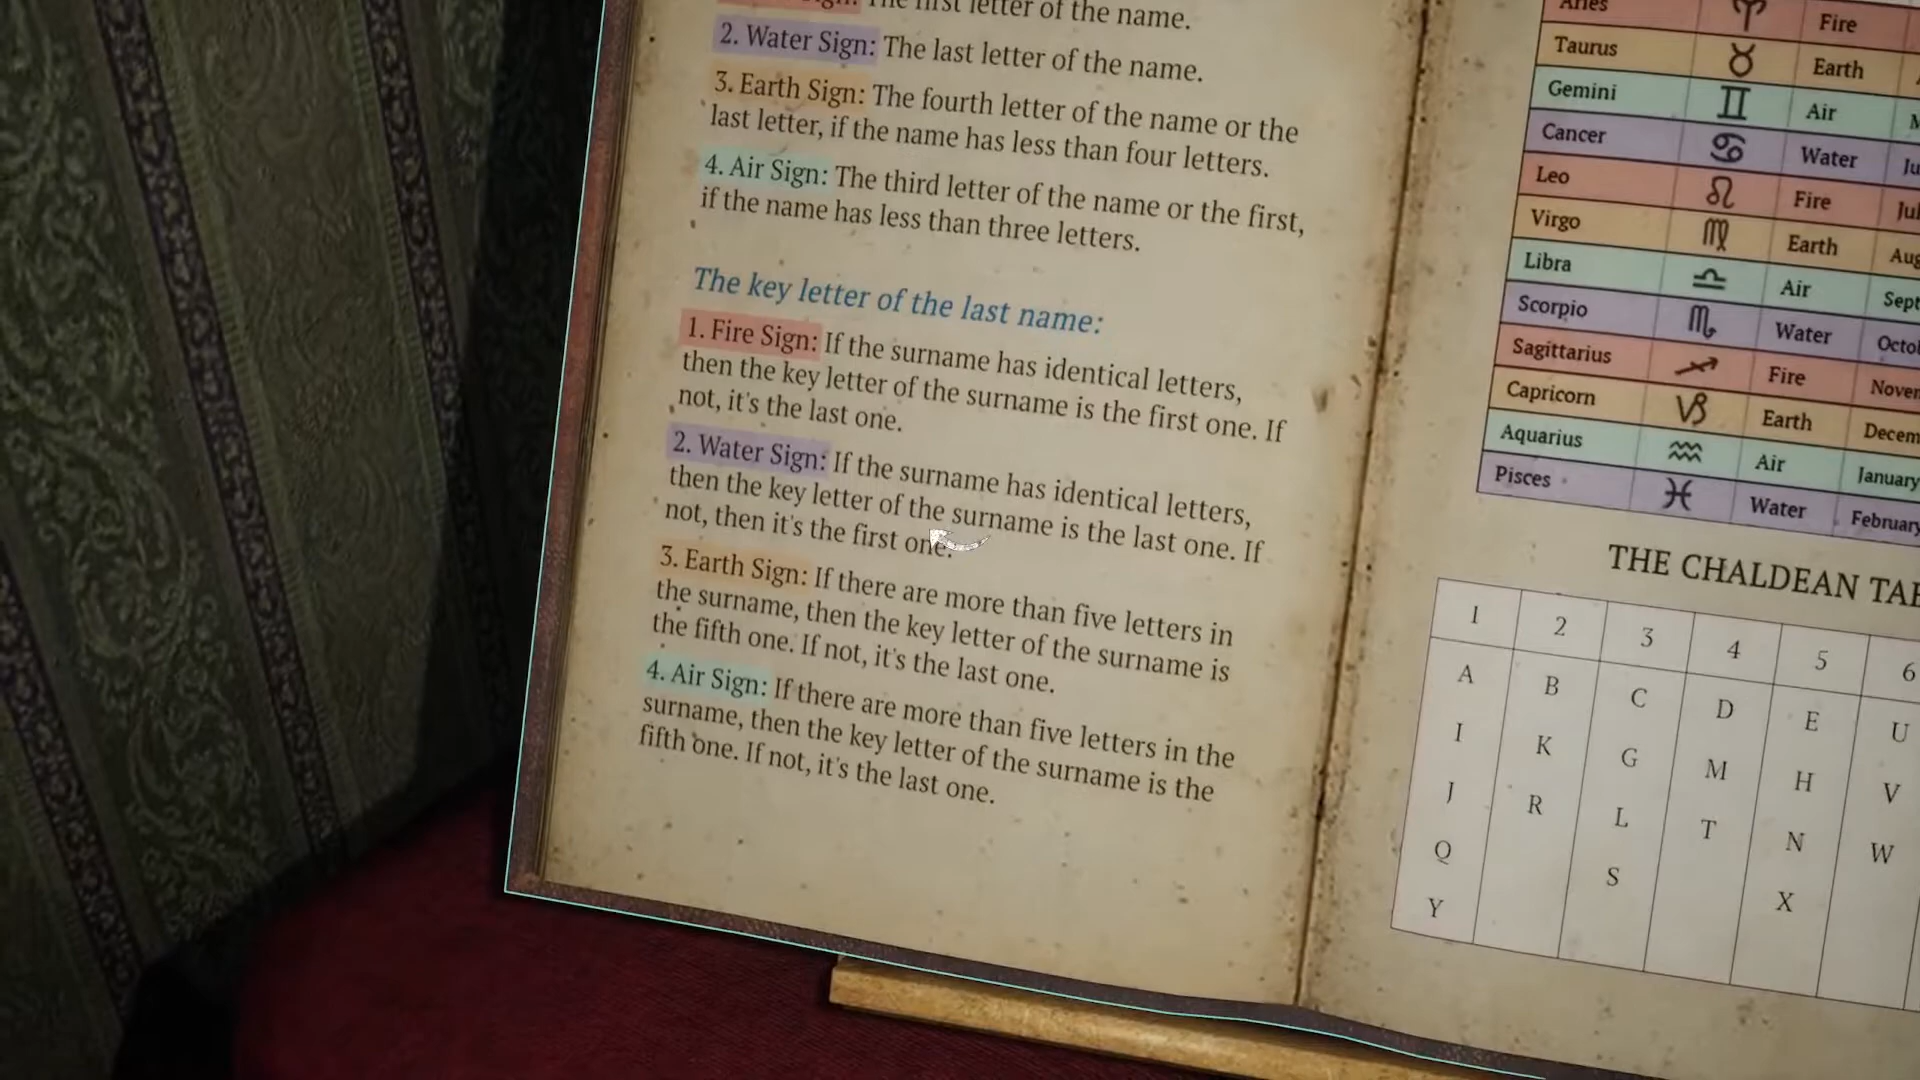 The first letter of the name.
2. Water Sign: The last letter of the name.
3. Earth Sign: The fourth letter of the name or the
last letter, if the name has less than four letters.
4. Air Sign: The third letter of the name or the first,
if the name has less than three letters.
The key letter of the last name:
1. Fire Sign: If the surname has identical letters,
then the key letter of the surname is the first one. If
not, it's the last one.
2. Water Sign: If the surname has identical letters,
then the key letter of the surname is the last one. If
not, then it's the first one.
3. Earth Sign: If there are more than five letters in
the surname, then the key letter of the surname is
the fifth one. If not, it's the last one.
4. Air Sign: If there are more than five letters in the
surname, then the key letter of the surname is the
fifth one. If not, it's the last one.
Aries ♈ Fire
Taurus ♉ Earth
Gemini ♊ Air
Cancer ♋ Water
Leo ♌ Fire
Virgo ♍ Earth
Libra ♎ Air
Scorpio ♏ Water
Sagittarius ♐ Fire
Capricorn ♑ Earth
Aquarius ♒ Air January
Pisces ♓ Water February
THE CHALDEAN
1 2 3 4 5 6
A B C D E U
I K G M H V
J R L T N W
Q S X
Y